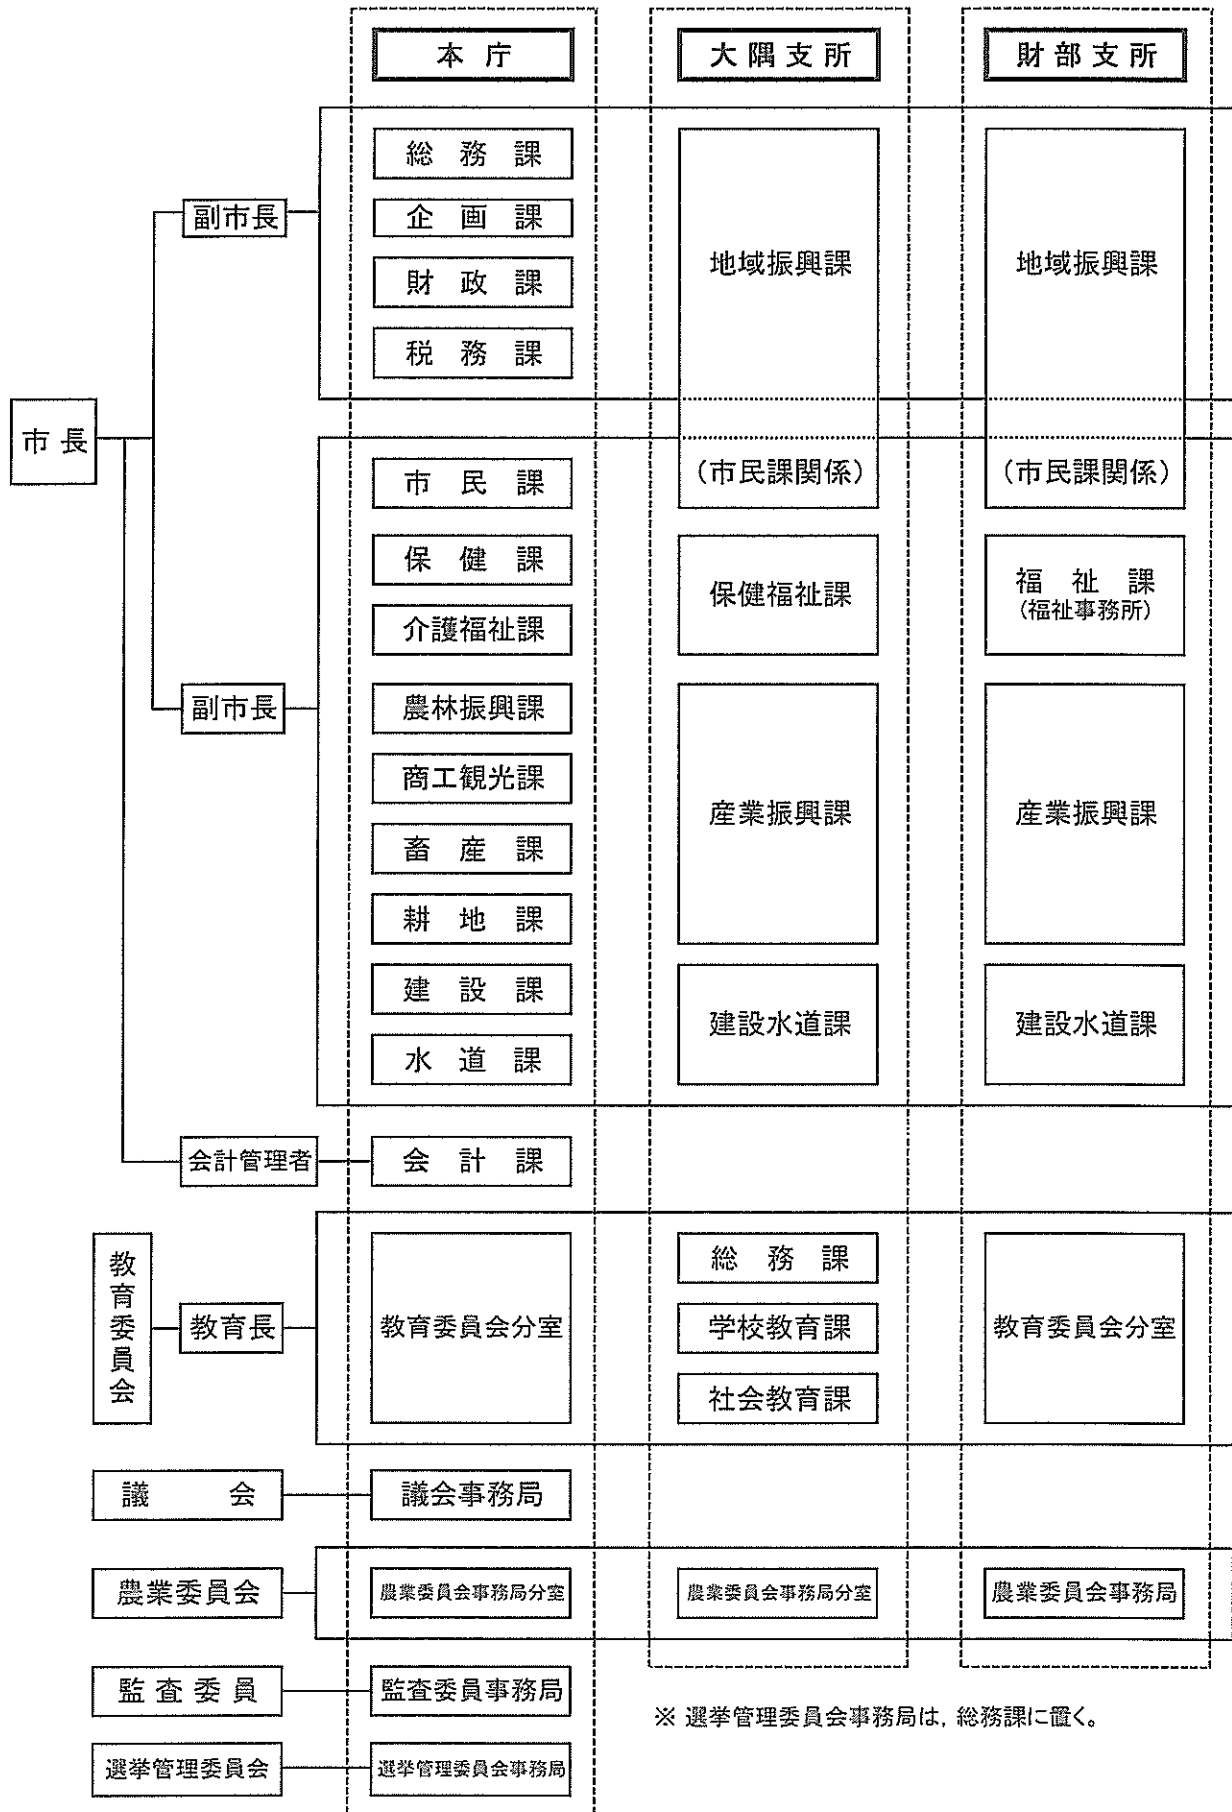 本庁 大隅支所 財部支所
市長
副市長
総務課
企画課
財政課
税務課
地域振興課
地域振興課
副市長
市民課
(市民課関係)
(市民課関係)
保健課
介護福祉課
保健福祉課
福祉課
(福祉事務所)
農林振興課
商工観光課
畜産課
耕地課
産業振興課
産業振興課
建設課
水道課
建設水道課
建設水道課
会計管理者
会計課
教育委員会
教育長
教育委員会分室
総務課
学校教育課
社会教育課
教育委員会分室
議会
議会事務局
農業委員会
農業委員会事務局分室
農業委員会事務局分室
農業委員会事務局
監査委員
監査委員事務局
※ 選挙管理委員会事務局は,総務課に置く。
選挙管理委員会
選挙管理委員会事務局